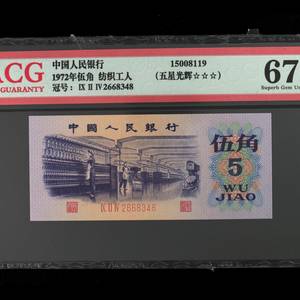 ACG
GUARANTY
中国人民银行
1972年伍角 纺织工人
冠号：IX II IV 2668348
15008119
（五星光辉☆☆☆）
67
Superb Gem Un
中國人民銀行
伍角
5
WU
JIAO
IX II IV 2668348